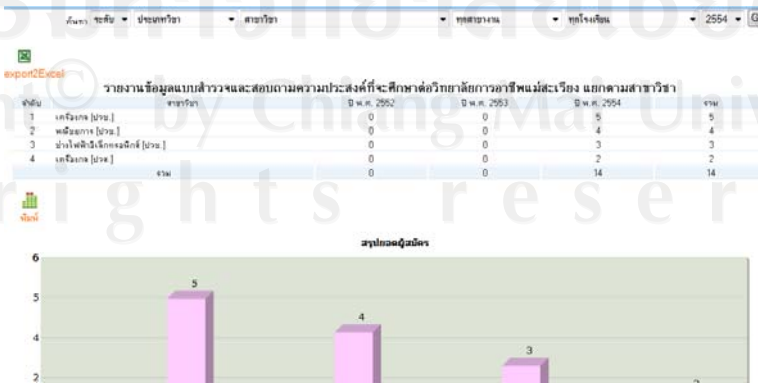 ค้นหา ระดับ ประเภทวิชา สาขาวิชา ทุกสาขางาน ทุกโรงเรียน 2554 G
export2Excel
รายงานข้อมูลแบบสำรวจและสอบถามความประสงค์ที่จะศึกษาต่อวิทยาลัยการอาชีพแม่สะเรียง แยกตามสาขาวิชา
ลำดับ สาขาวิชา ปี พ.ศ. 2552 ปี พ.ศ. 2553 ปี พ.ศ. 2554 รวม
1 เครื่องกล [ปวช.] 0 0 5 5
2 พณิชยการ [ปวช.] 0 0 4 4
3 ช่างไฟฟ้าอิเล็กทรอนิกส์ [ปวช.] 0 0 3 3
4 เครื่องกล [ปวส.] 0 0 2 2
รวม 0 0 14 14
พิมพ์
สรุปยอดผู้สมัคร
6
5
5
4
4
3
2
by Chiang Mai Univ
rights reser